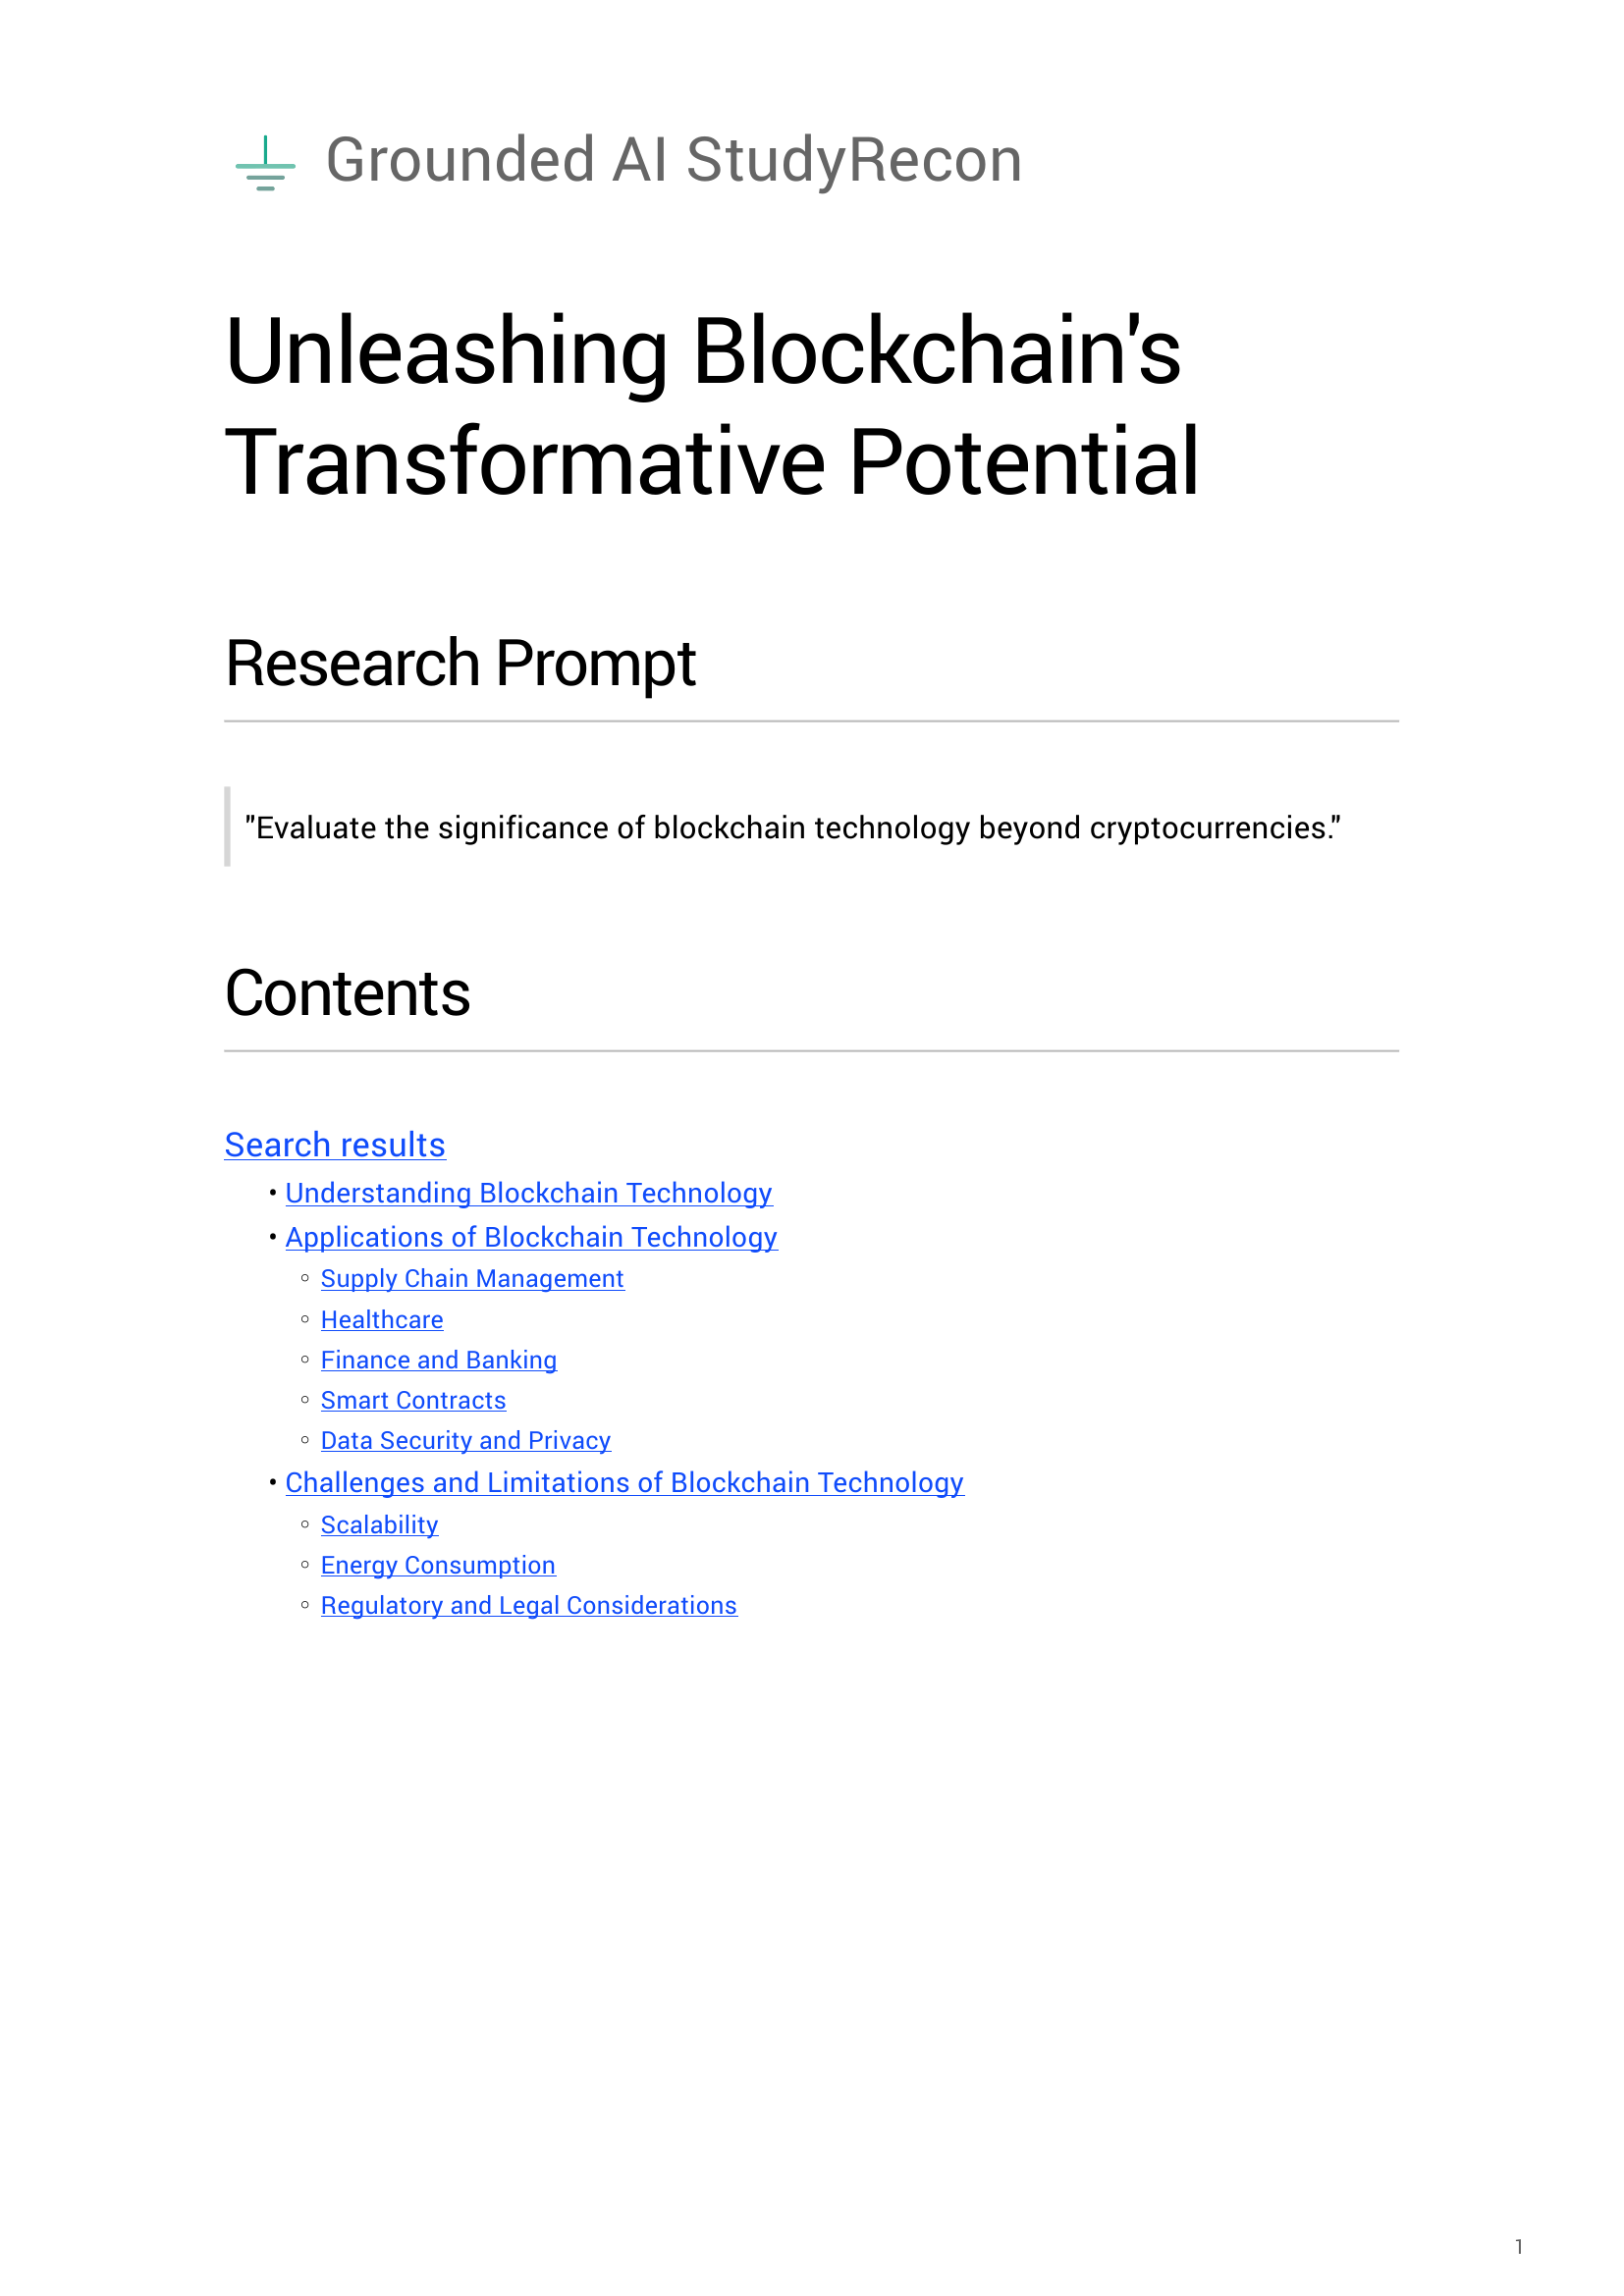 Grounded AI StudyRecon
Unleashing Blockchain's
Transformative Potential
Research Prompt
"Evaluate the significance of blockchain technology beyond cryptocurrencies."
Contents
Search results
• Understanding Blockchain Technology
• Applications of Blockchain Technology
◦ Supply Chain Management
◦ Healthcare
◦ Finance and Banking
◦ Smart Contracts
◦ Data Security and Privacy
• Challenges and Limitations of Blockchain Technology
◦ Scalability
◦ Energy Consumption
◦ Regulatory and Legal Considerations
1